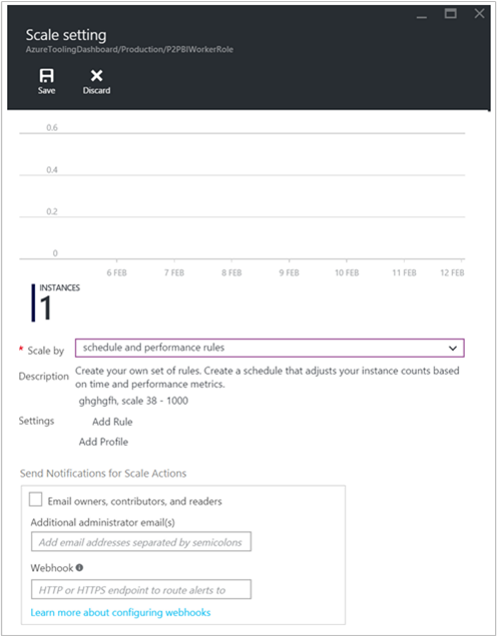 Scale setting
AzureToolingDashboard/Production/P2PBIWorkerRole
Save Discard
0.6
0.4
0.2
0
6 FEB 7 FEB 8 FEB 9 FEB 10 FEB 11 FEB 12 FEB
INSTANCES
1
* Scale by schedule and performance rules
Description Create your own set of rules. Create a schedule that adjusts your instance counts based
on time and performance metrics.
ghghgfh, scale 38 - 1000
Settings Add Rule
Add Profile
Send Notifications for Scale Actions
Email owners, contributors, and readers
Additional administrator email(s)
Add email addresses separated by semicolons
Webhook
HTTP or HTTPS endpoint to route alerts to
Learn more about configuring webhooks